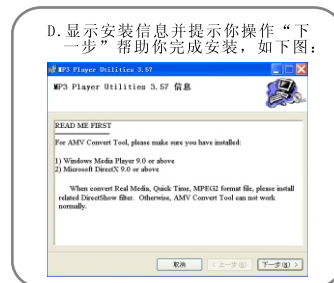 D.显示安装信息并提示你操作“下
一步”帮助你完成安装，如下图：
MP3 Player Utilities 3.57
MP3 Player Utilities 3.57 信息
READ ME FIRST
For AMV Convert Tool, please make sure you have installed:
1) Windows Media Player 9.0 or above
2) Microsoft DirectX 9.0 or above
When convert Real Media, Quick Time, MPEG2 format file, please install
related DirectShow filter. Otherwise, AMV Convert Tool can not work
normally.
取消 < 上一步(B) 下一步(N) >